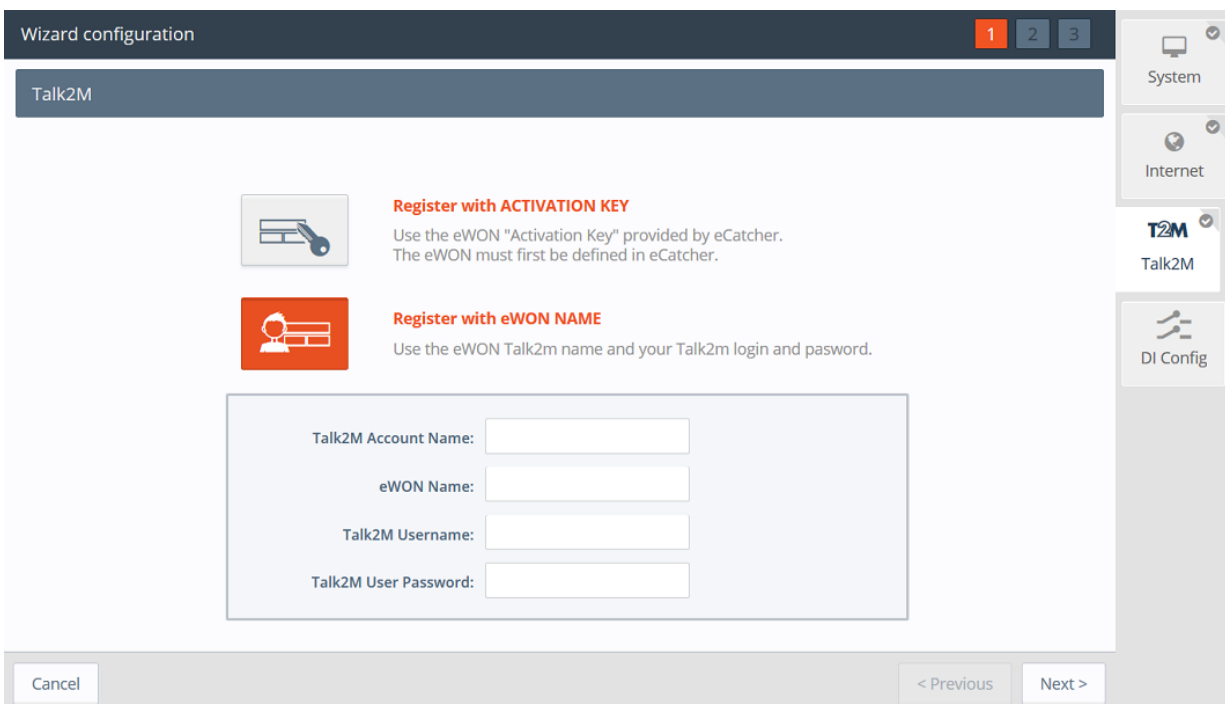 Wizard configuration
1
2
3
System
Talk2M
Internet
Register with ACTIVATION KEY
Use the eWON "Activation Key" provided by eCatcher.
The eWON must first be defined in eCatcher.
T2M
Talk2M
Register with eWON NAME
Use the eWON Talk2m name and your Talk2m login and pasword.
DI Config
Talk2M Account Name:
eWON Name:
Talk2M Username:
Talk2M User Password:
Cancel
< Previous
Next >